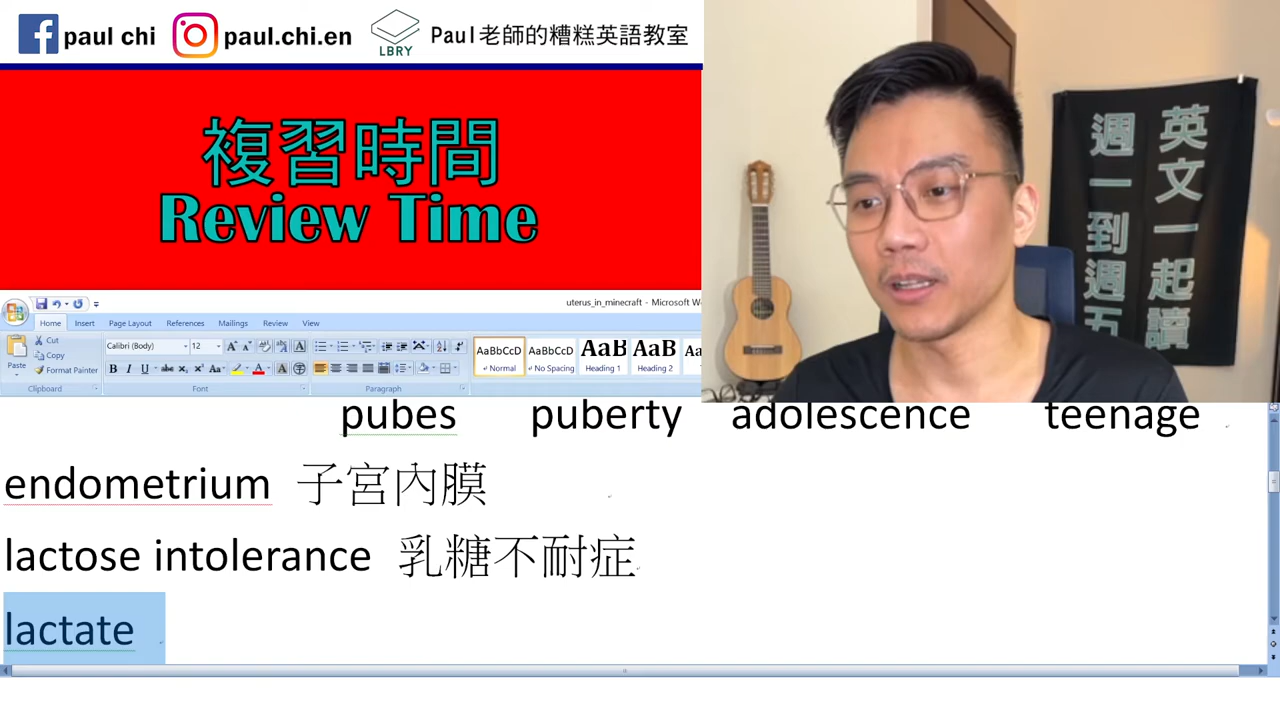 paul chi paul.chi.en LBRY Paul老師的糟糕英語教室
複習時間
Review Time
英文一起讀
週一到週五
uterus_in_minecraft - Microsoft Wo
Home Insert Page Layout References Mailings Review View
Paste Cut Copy Format Painter
Calibri (Body) 12
AaBbCcD AaBbCcD AaBb AaBb AaB
Normal No Spacing Heading 1 Heading 2
Clipboard Font Paragraph
pubes puberty adolescence teenage
endometrium 子宮內膜
lactose intolerance 乳糖不耐症
lactate